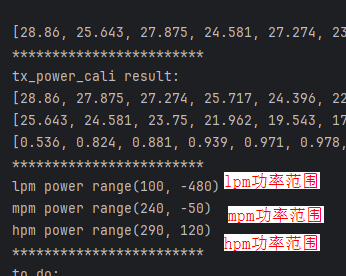 [28.86, 25.643, 27.875, 24.581, 27.274, 23
************************
tx_power_cali result:
[28.86, 27.875, 27.274, 25.717, 24.396, 22
[25.643, 24.581, 23.75, 21.962, 19.543, 17
[0.536, 0.824, 0.881, 0.939, 0.971, 0.978,
************************
lpm power range(100, -480) lpm功率范围
mpm power range(240, -50) mpm功率范围
hpm power range(290, 120) hpm功率范围
************************
to do: